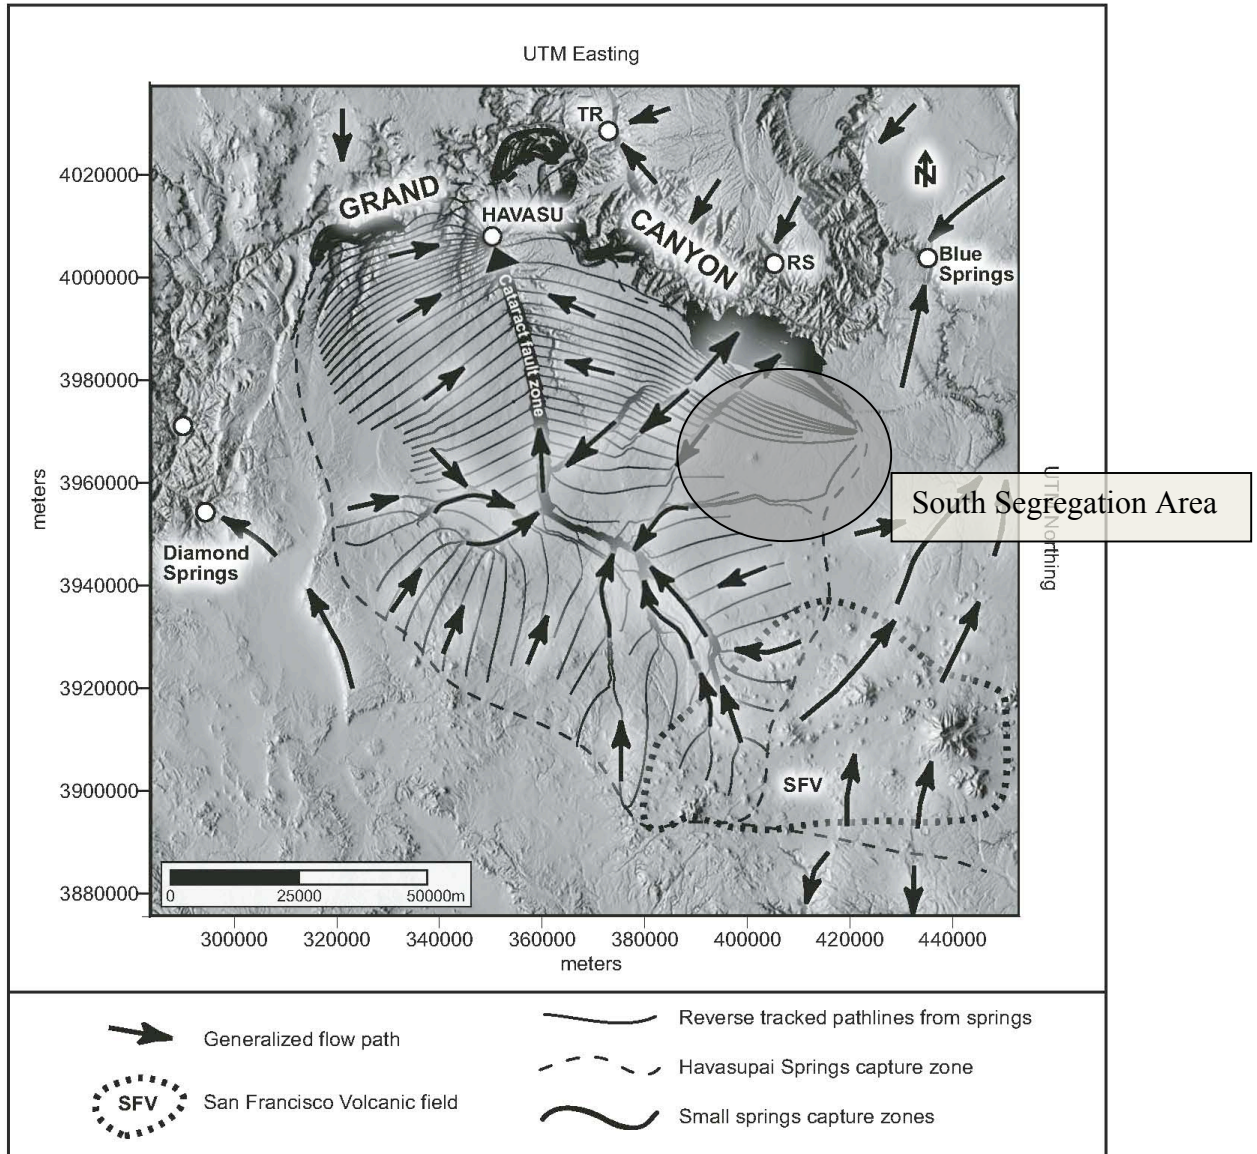 UTM Easting
TR
4020000
GRAND
HAVASU
CANYON
N
4000000
RS
Blue
Springs
Cataract fault zone
3980000
3960000
meters
UTM Northing
South Segregation Area
Diamond
Springs
3940000
3920000
3900000
SFV
3880000
0
25000
50000m
300000
320000
340000
360000
380000
400000
420000
440000
meters
Generalized flow path
Reverse tracked pathlines from springs
Havasupai Springs capture zone
SFV
San Francisco Volcanic field
Small springs capture zones